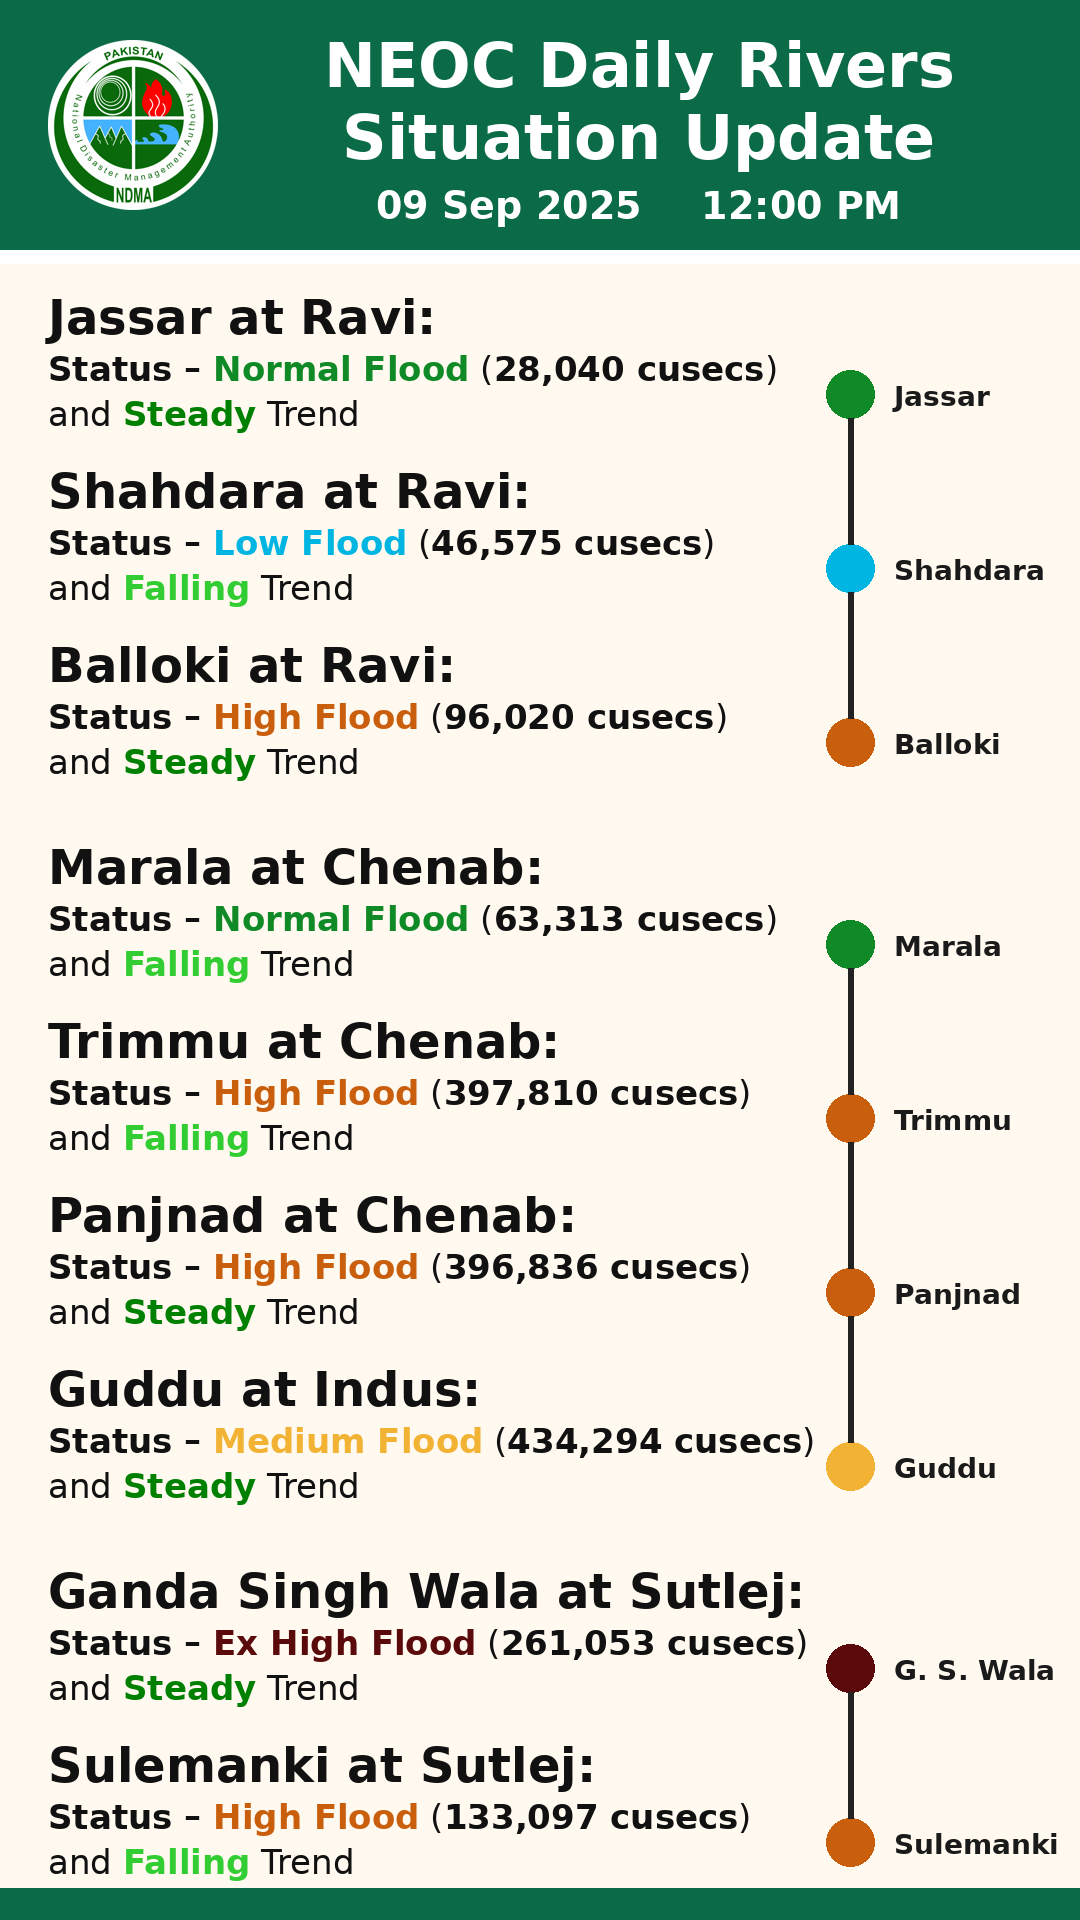 PAKISTAN
National Disaster Management Authority
NDMA
NEOC Daily Rivers
Situation Update
09 Sep 2025 12:00 PM
Jassar at Ravi:
Status – Normal Flood (28,040 cusecs)
and Steady Trend
Jassar
Shahdara at Ravi:
Status – Low Flood (46,575 cusecs)
and Falling Trend
Shahdara
Balloki at Ravi:
Status – High Flood (96,020 cusecs)
and Steady Trend
Balloki
Marala at Chenab:
Status – Normal Flood (63,313 cusecs)
and Falling Trend
Marala
Trimmu at Chenab:
Status – High Flood (397,810 cusecs)
and Falling Trend
Trimmu
Panjnad at Chenab:
Status – High Flood (396,836 cusecs)
and Steady Trend
Panjnad
Guddu at Indus:
Status – Medium Flood (434,294 cusecs)
and Steady Trend
Guddu
Ganda Singh Wala at Sutlej:
Status – Ex High Flood (261,053 cusecs)
and Steady Trend
G. S. Wala
Sulemanki at Sutlej:
Status – High Flood (133,097 cusecs)
and Falling Trend
Sulemanki